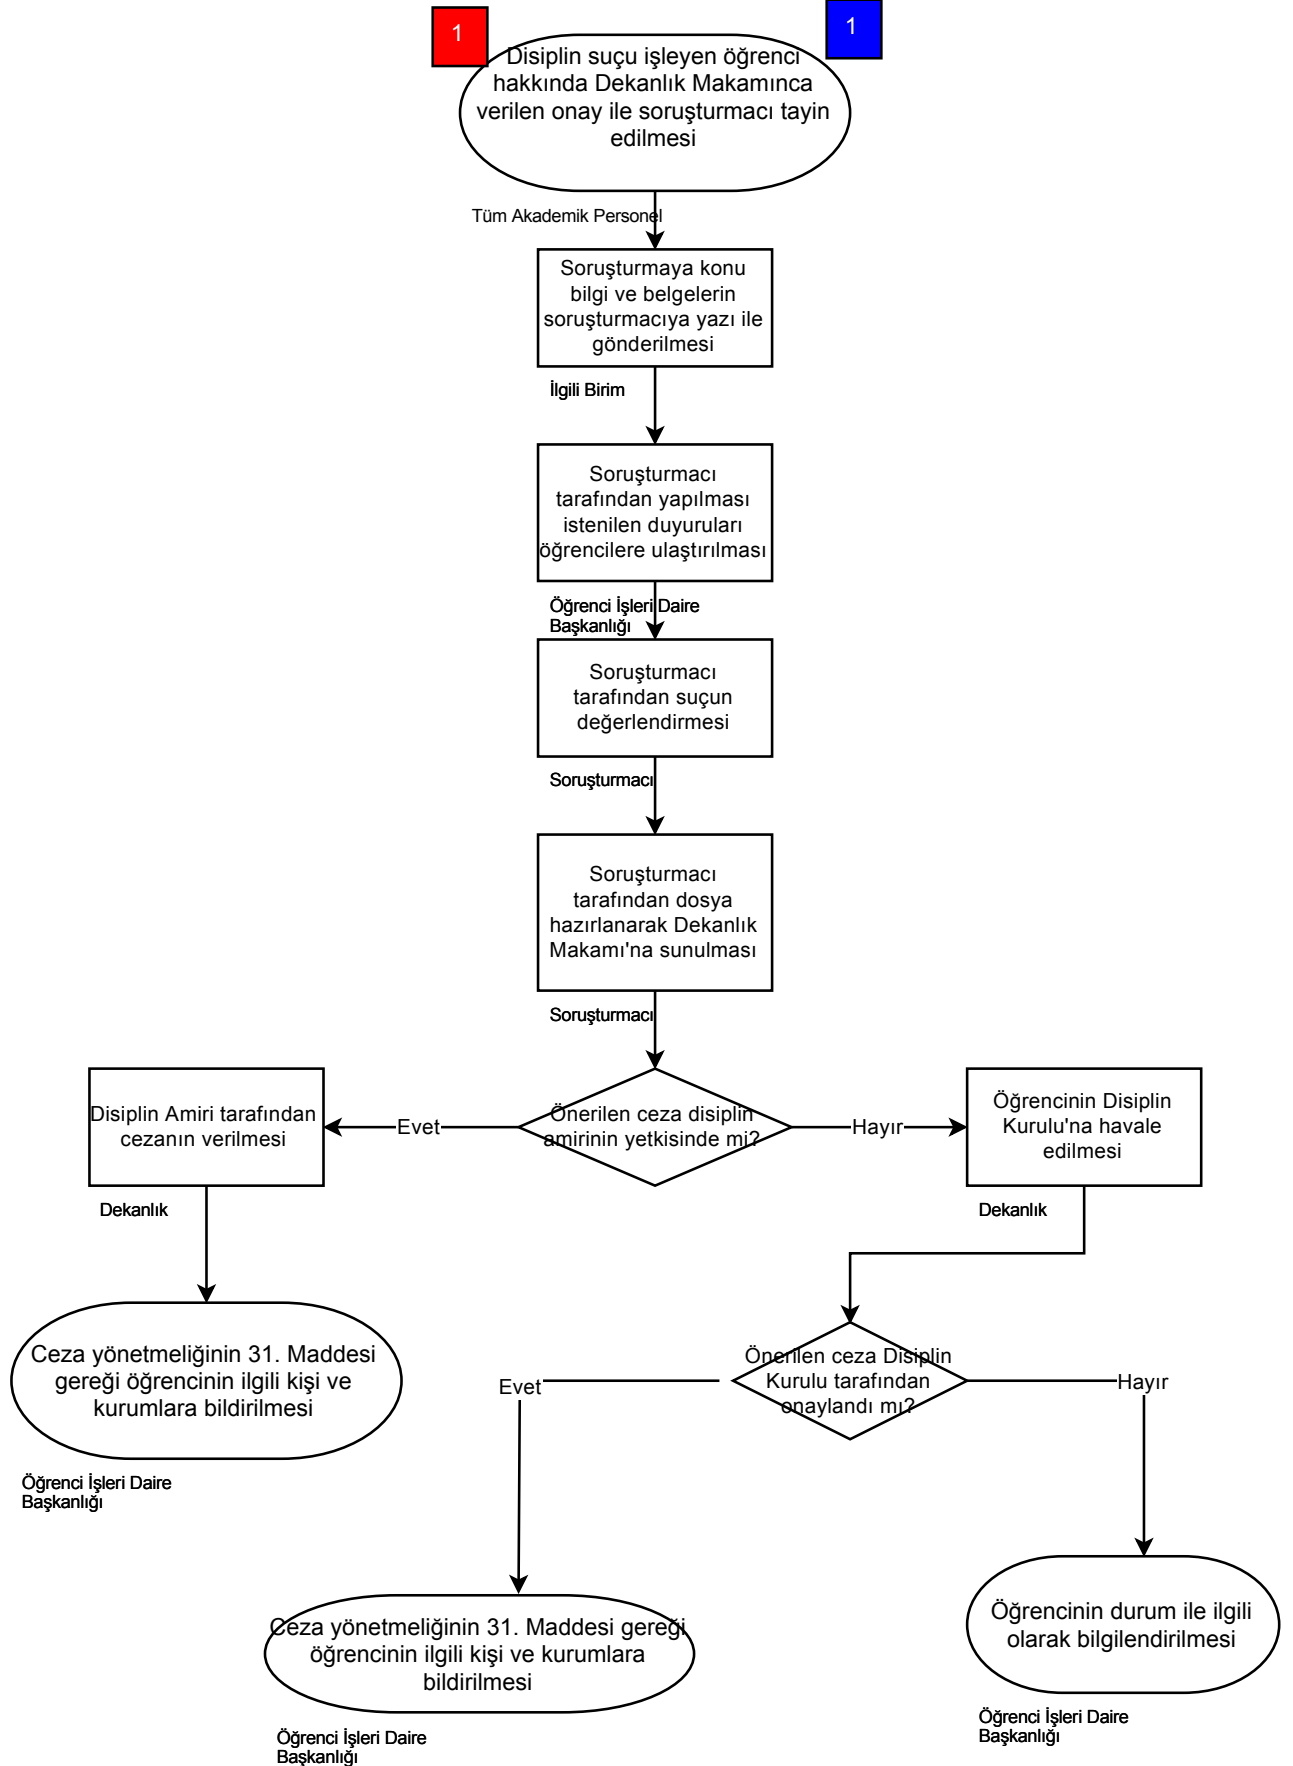 1
1
Disiplin suçu işleyen öğrenci
hakkında Dekanlık Makamınca
verilen onay ile soruşturmacı tayin
edilmesi
Tüm Akademik Personel
Soruşturmaya konu
bilgi ve belgelerin
soruşturmacıya yazı ile
gönderilmesi
İlgili Birim
Soruşturmacı
tarafından yapılması
istenilen duyuruları
öğrencilere ulaştırılması
Öğrenci İşleri Daire
Başkanlığı
Soruşturmacı
tarafından suçun
değerlendirmesi
Soruşturmacı
Soruşturmacı
tarafından dosya
hazırlanarak Dekanlık
Makamı'na sunulması
Soruşturmacı
Disiplin Amiri tarafından
cezanın verilmesi
Evet
Önerilen ceza disiplin
amirinin yetkisinde mi?
Hayır
Öğrencinin Disiplin
Kurulu'na havale
edilmesi
Dekanlık
Dekanlık
Ceza yönetmeliğinin 31. Maddesi
gereği öğrencinin ilgili kişi ve
kurumlara bildirilmesi
Öğrenci İşleri Daire
Başkanlığı
Evet
Önerilen ceza Disiplin
Kurulu tarafından
onaylandı mı?
Hayır
Ceza yönetmeliğinin 31. Maddesi gereği
öğrencinin ilgili kişi ve kurumlara
bildirilmesi
Öğrenci İşleri Daire
Başkanlığı
Öğrencinin durum ile ilgili
olarak bilgilendirilmesi
Öğrenci İşleri Daire
Başkanlığı